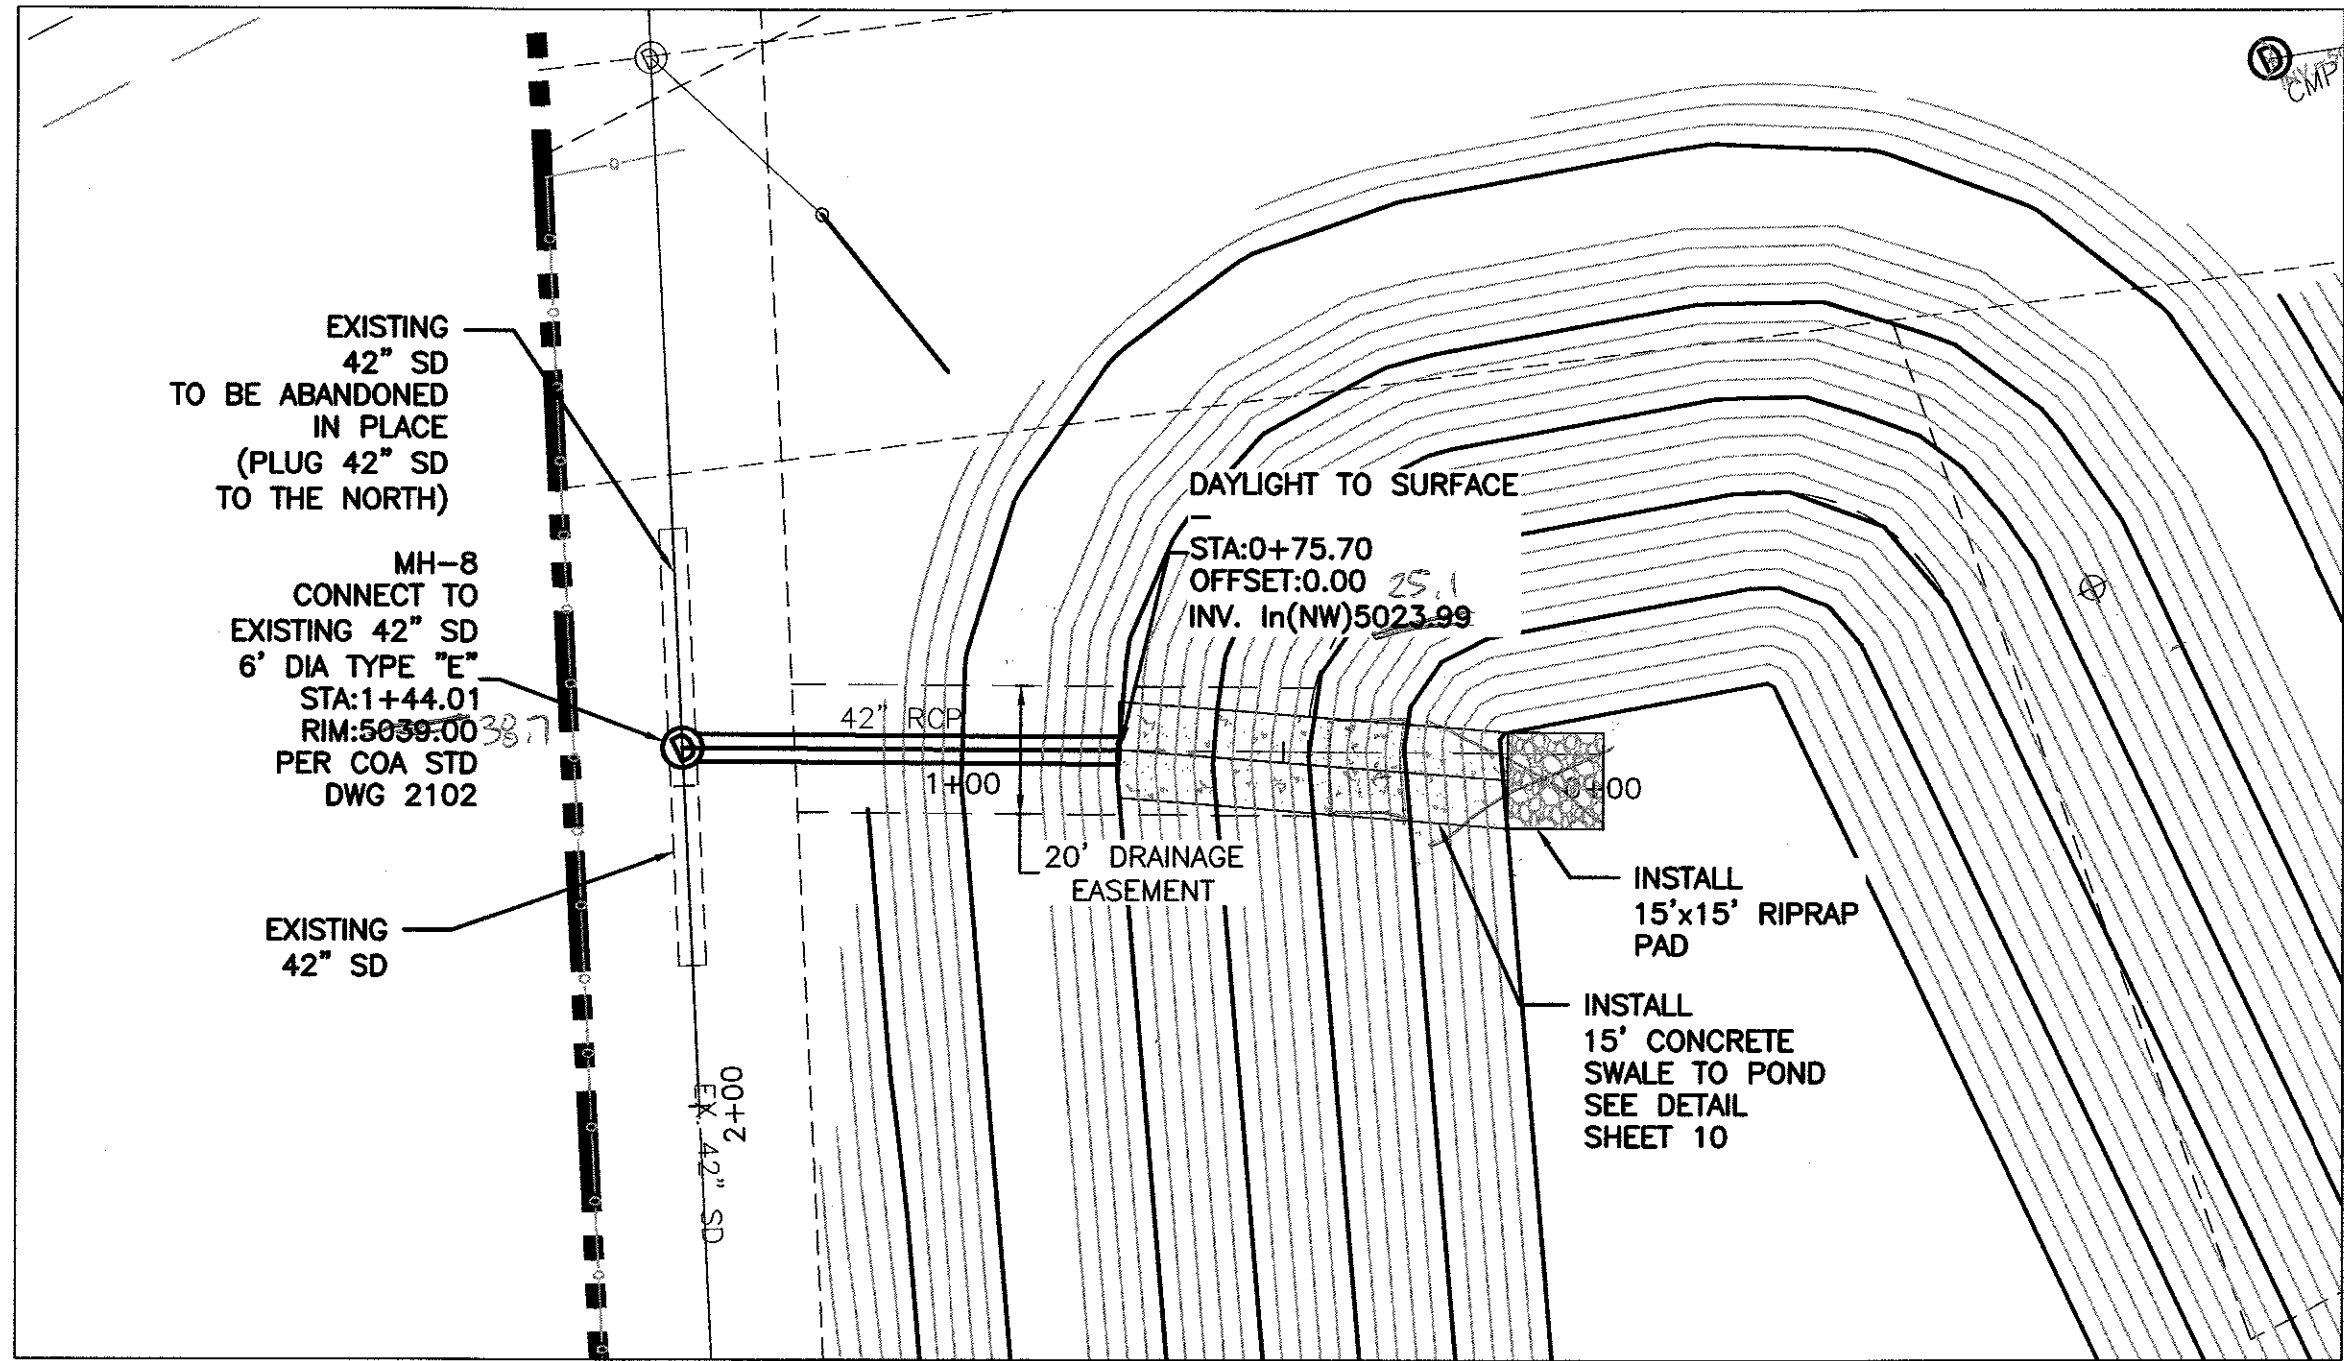 EXISTING
42" SD
TO BE ABANDONED
IN PLACE
(PLUG 42" SD
TO THE NORTH)
MH-8
CONNECT TO
EXISTING 42" SD
6' DIA TYPE "E"
STA:1+44.01
RIM:5039.00 38.7
PER COA STD
DWG 2102
EXISTING
42" SD
D
D
EX. 42" SD
2+00
42" RCP
1+00
20' DRAINAGE
EASEMENT
DAYLIGHT TO SURFACE
-
STA:0+75.70
OFFSET:0.00
25.1
INV. In(NW)5023.99
0+00
INSTALL
15'x15' RIPRAP
PAD
INSTALL
15' CONCRETE
SWALE TO POND
SEE DETAIL
SHEET 10
D
CMP